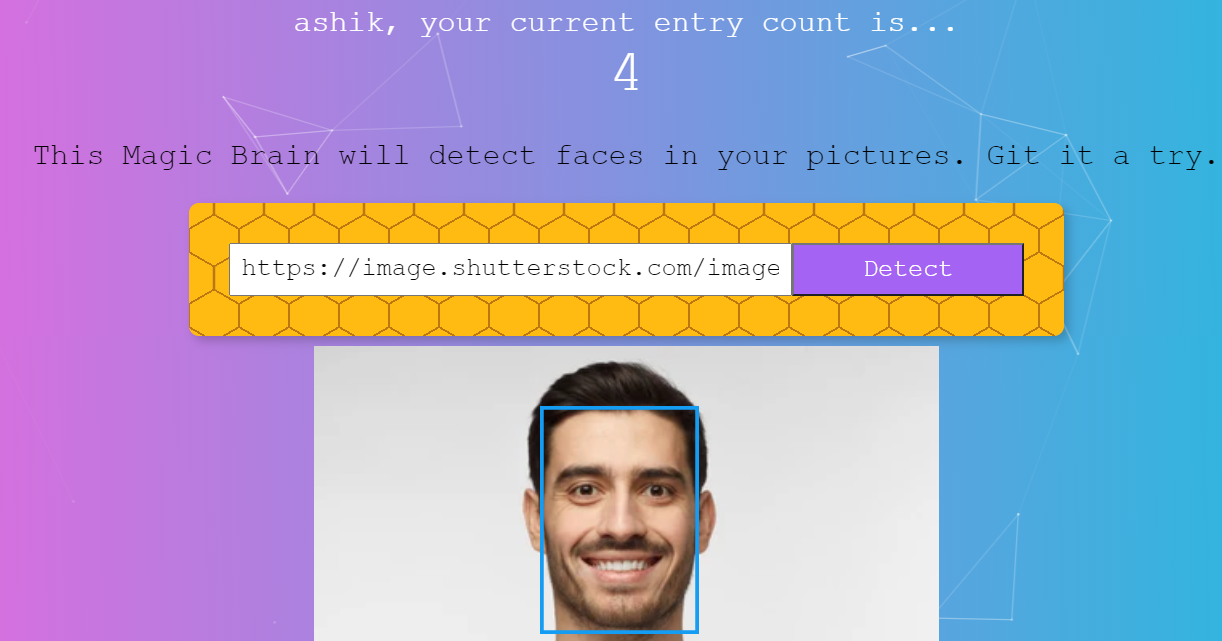 ashik, your current entry count is...
4
This Magic Brain will detect faces in your pictures. Git it a try.
https://image.shutterstock.com/image
Detect